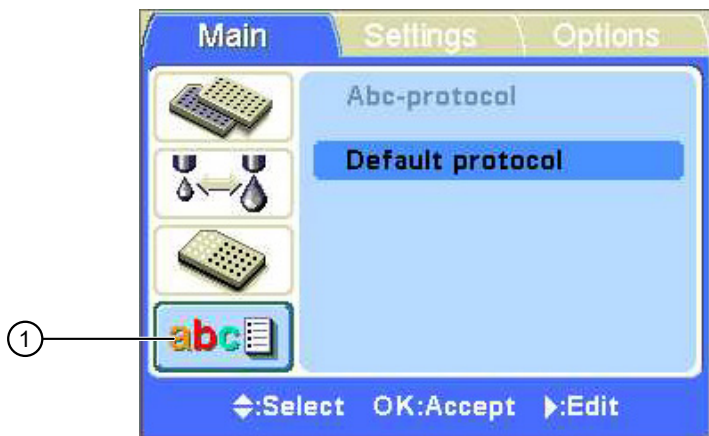 Main Settings Options
Abc-protocol
Default protocol
1
abc
:Select OK:Accept :Edit